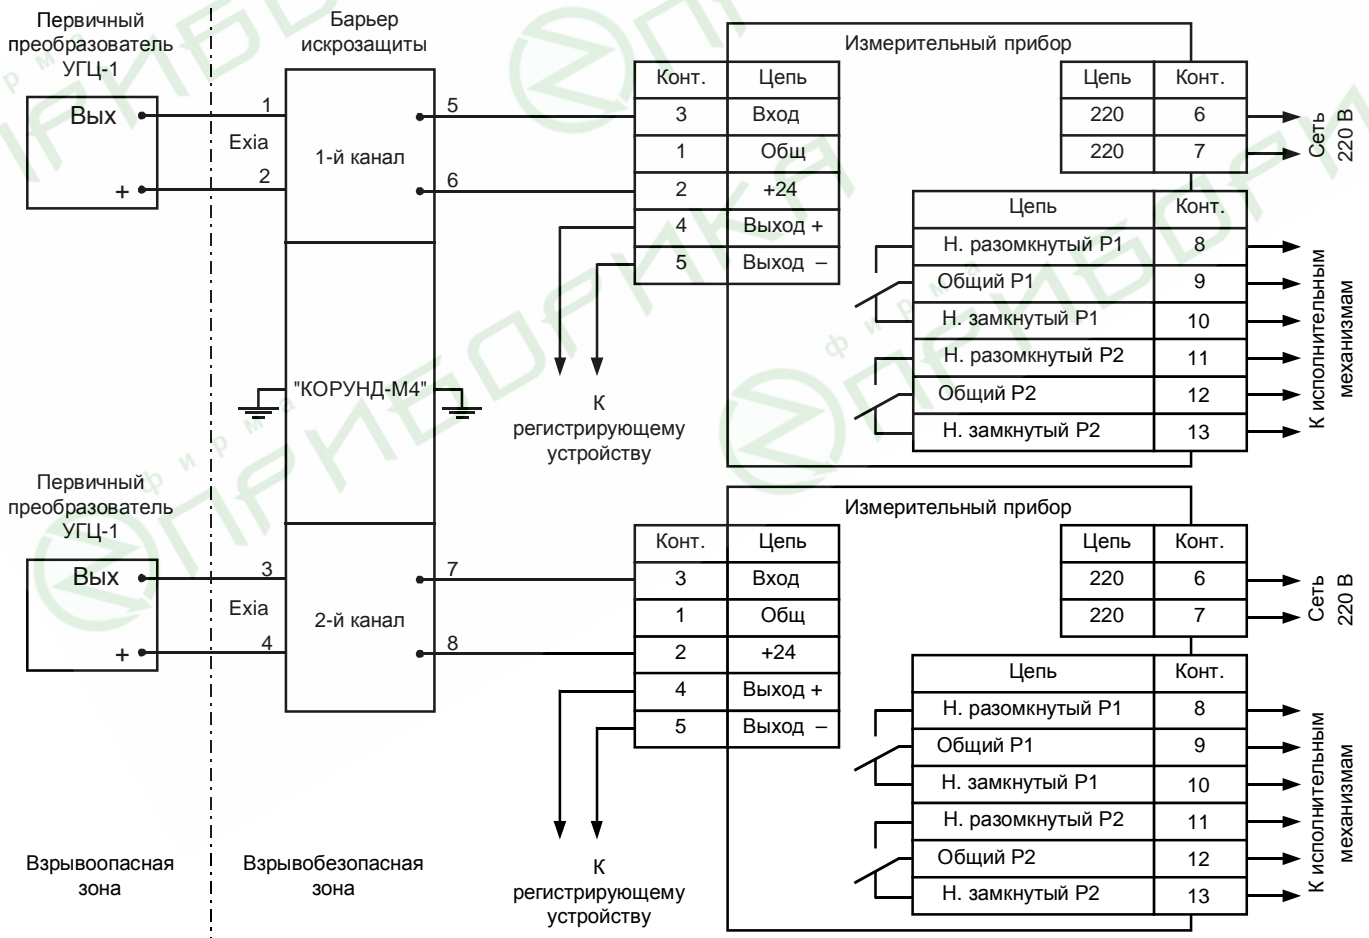 Первичный
преобразователь
УГЦ-1
Вых
+
1
Exia
2
Барьер
искрозащиты
1-й канал
5
6
"КОРУНД-М4"
Измерительный прибор
Конт. Цепь
3 Вход
1 Общ
2 +24
4 Выход +
5 Выход –
Цепь Конт.
220 6
220 7
Сеть
220 В
Цепь Конт.
Н. разомкнутый Р1 8
Общий Р1 9
Н. замкнутый Р1 10
Н. разомкнутый Р2 11
Общий Р2 12
Н. замкнутый Р2 13
К исполнительным
механизмам
К
регистрирующему
устройству
Первичный
преобразователь
УГЦ-1
Вых
+
3
Exia
4
2-й канал
7
8
Измерительный прибор
Конт. Цепь
3 Вход
1 Общ
2 +24
4 Выход +
5 Выход –
Цепь Конт.
220 6
220 7
Сеть
220 В
Цепь Конт.
Н. разомкнутый Р1 8
Общий Р1 9
Н. замкнутый Р1 10
Н. разомкнутый Р2 11
Общий Р2 12
Н. замкнутый Р2 13
К исполнительным
механизмам
К
регистрирующему
устройству
Взрывоопасная
зона
Взрывобезопасная
зона
фирма
ПРИБОРИКА